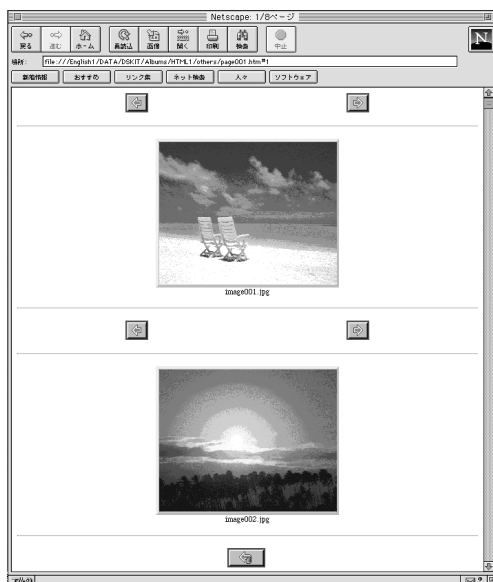 Netscape: 1/8ページ
戻る 進む ホーム 再読込 画像 開く 印刷 検索 中止
N
場所: file:///English1/DATA/DSKIT/Albums/HTML1/others/page001.htm#1
新着情報 おすすめ リンク集 ネット検索 人々 ソフトウェア
image001.jpg
image002.jpg